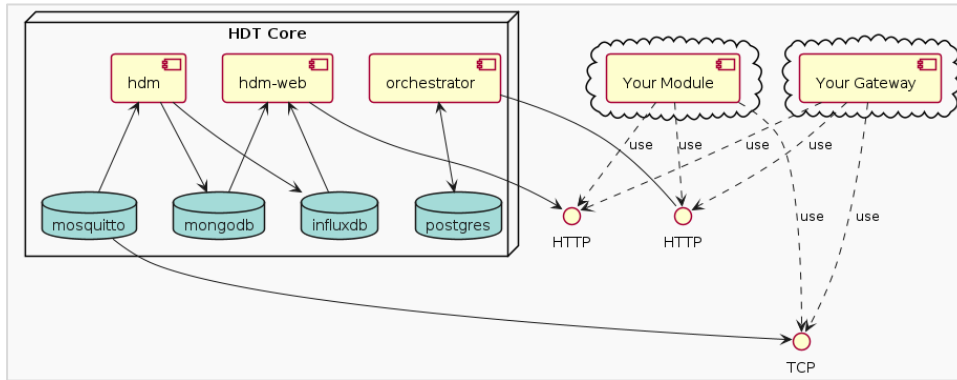 HDT Core
hdm
hdm-web
orchestrator
Your Module
Your Gateway
use
use
use
use
mosquitto
mongodb
influxdb
postgres
use
use
HTTP
HTTP
TCP